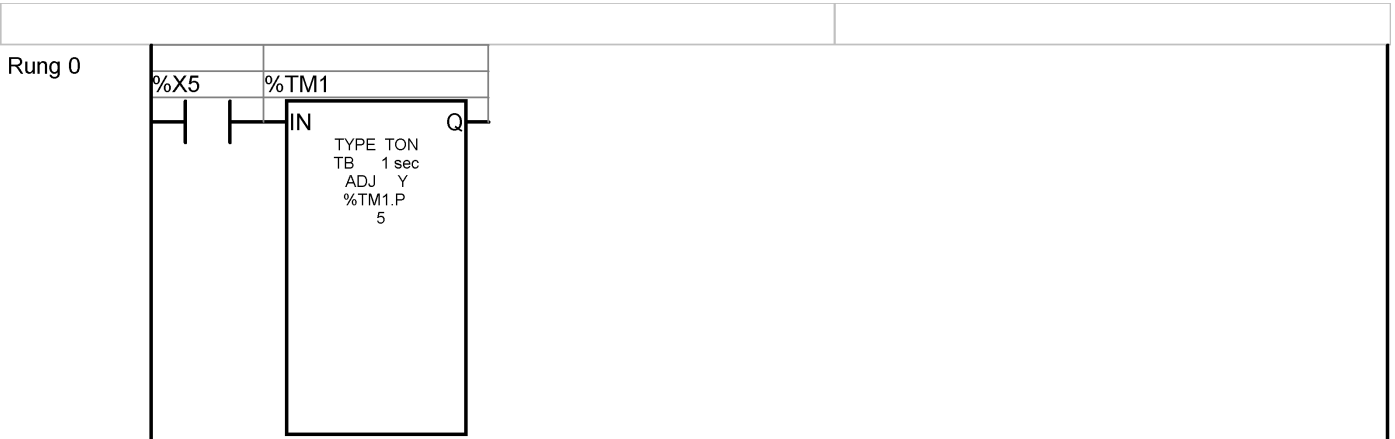 Rung 0
%X5 %TM1
IN Q
TYPE TON
TB 1 sec
ADJ Y
%TM1.P
5